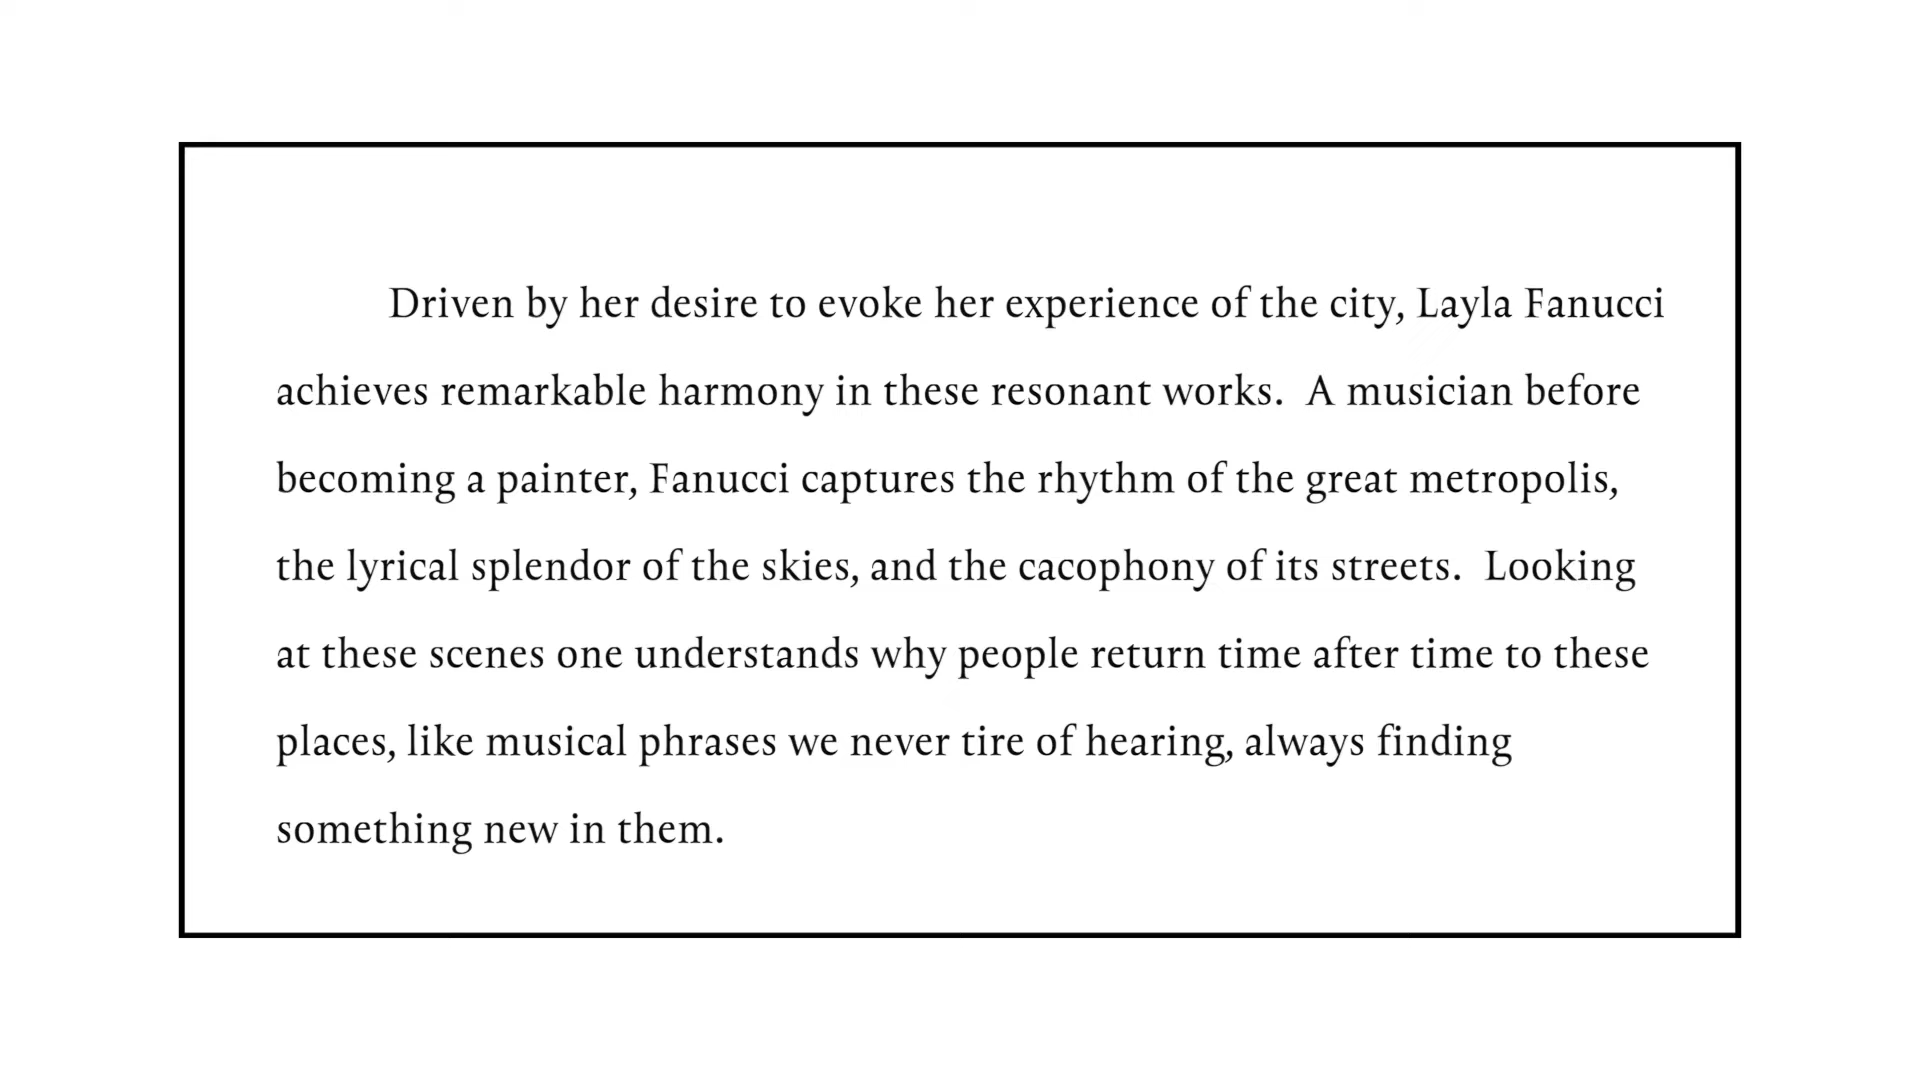 Driven by her desire to evoke her experience of the city, Layla Fanucci
achieves remarkable harmony in these resonant works.  A musician before
becoming a painter, Fanucci captures the rhythm of the great metropolis,
the lyrical splendor of the skies, and the cacophony of its streets.  Looking
at these scenes one understands why people return time after time to these
places, like musical phrases we never tire of hearing, always finding
something new in them.